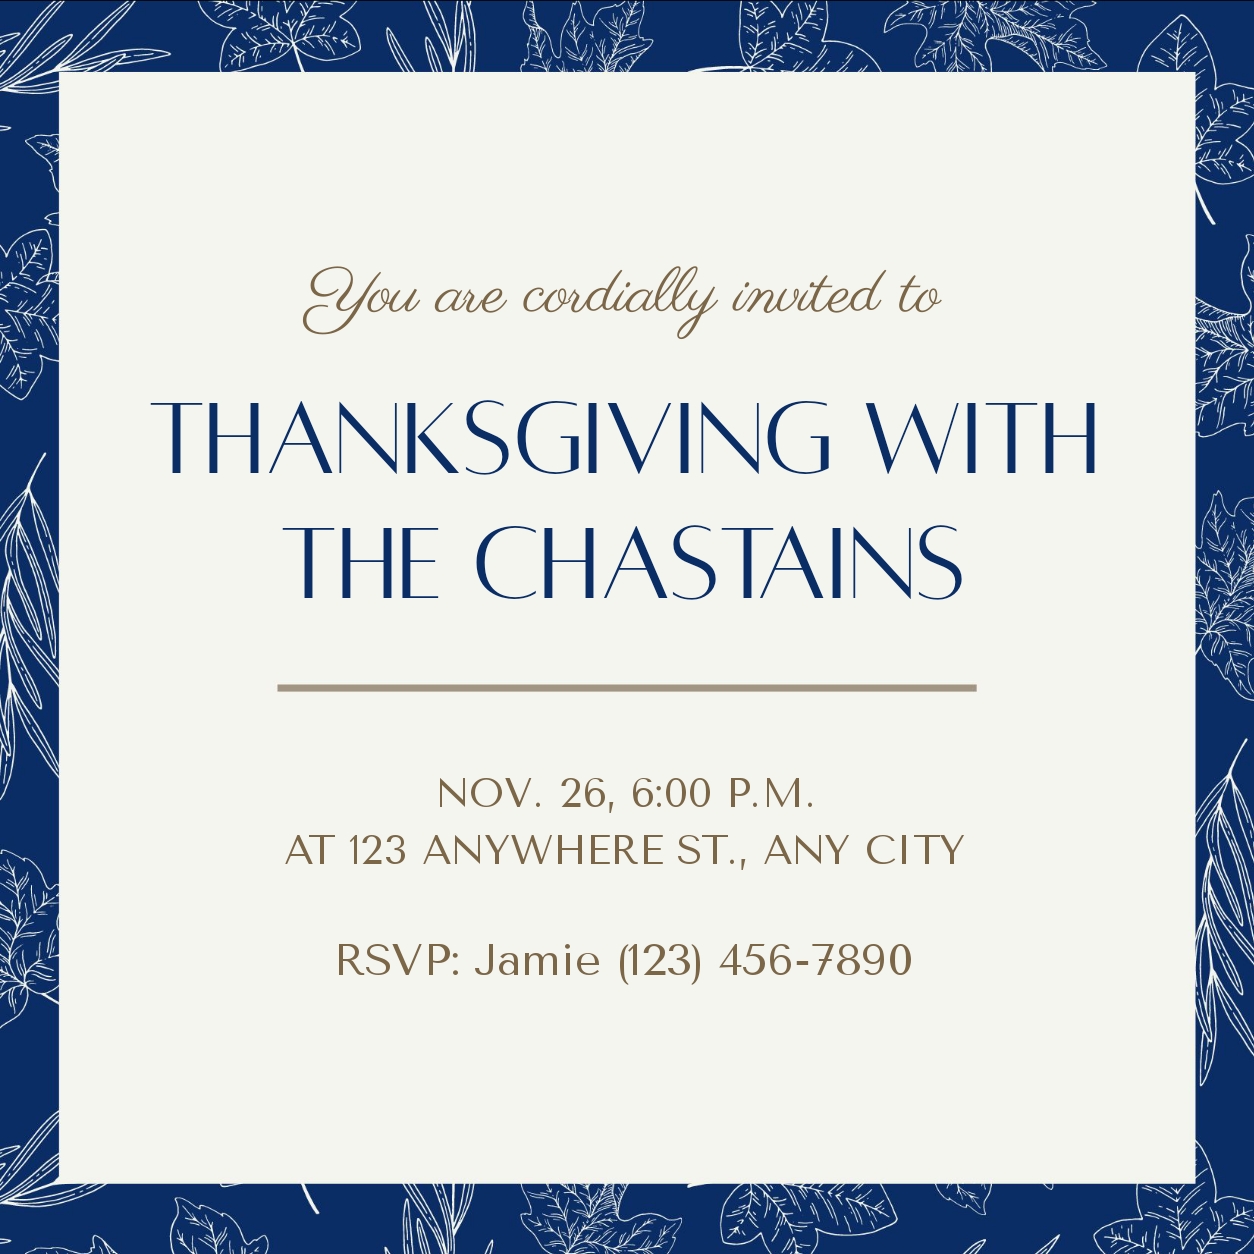 You are cordially invited to
THANKSGIVING WITH
THE CHASTAINS
NOV. 26, 6:00 P.M.
AT 123 ANYWHERE ST., ANY CITY
RSVP: Jamie (123) 456-7890